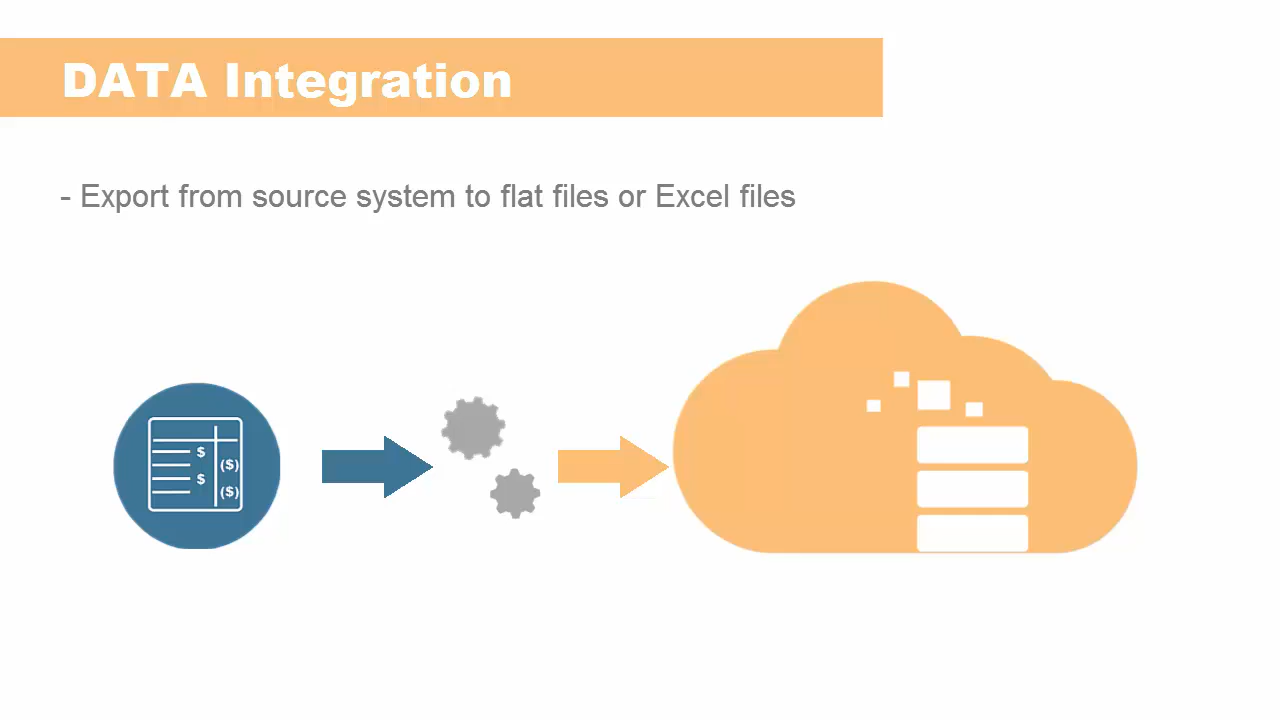 DATA Integration
- Export from source system to flat files or Excel files
$
($)
$
($)